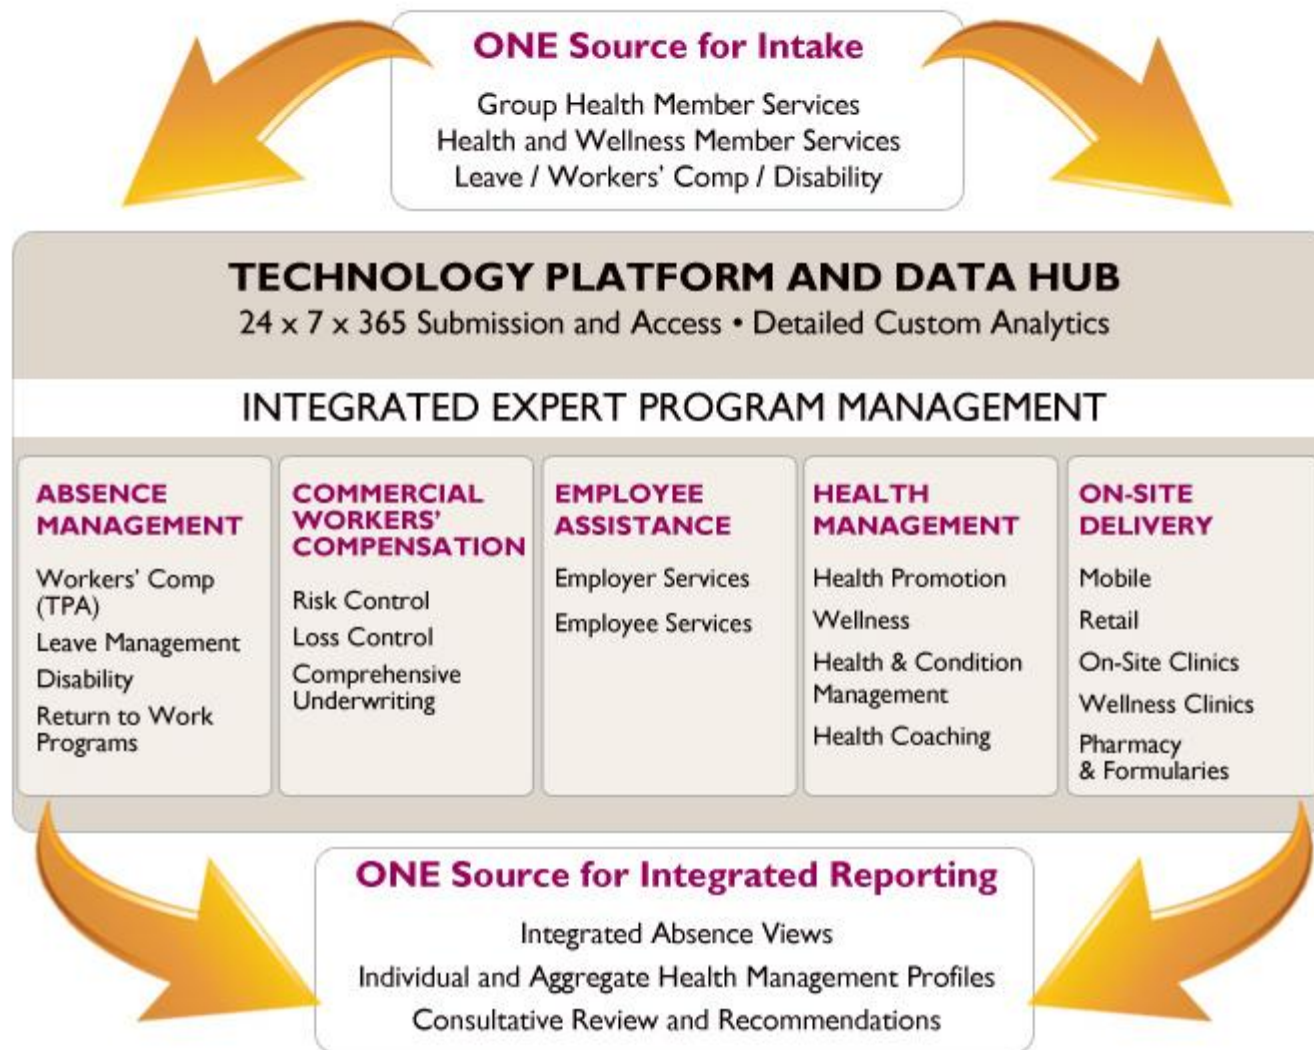 ONE Source for Intake
Group Health Member Services
Health and Wellness Member Services
Leave / Workers' Comp / Disability
TECHNOLOGY PLATFORM AND DATA HUB
24 x 7 x 365 Submission and Access • Detailed Custom Analytics
INTEGRATED EXPERT PROGRAM MANAGEMENT
ABSENCE
MANAGEMENT
Workers' Comp
(TPA)
Leave Management
Disability
Return to Work
Programs
COMMERCIAL
WORKERS'
COMPENSATION
Risk Control
Loss Control
Comprehensive
Underwriting
EMPLOYEE
ASSISTANCE
Employer Services
Employee Services
HEALTH
MANAGEMENT
Health Promotion
Wellness
Health & Condition
Management
Health Coaching
ON-SITE
DELIVERY
Mobile
Retail
On-Site Clinics
Wellness Clinics
Pharmacy
& Formularies
ONE Source for Integrated Reporting
Integrated Absence Views
Individual and Aggregate Health Management Profiles
Consultative Review and Recommendations